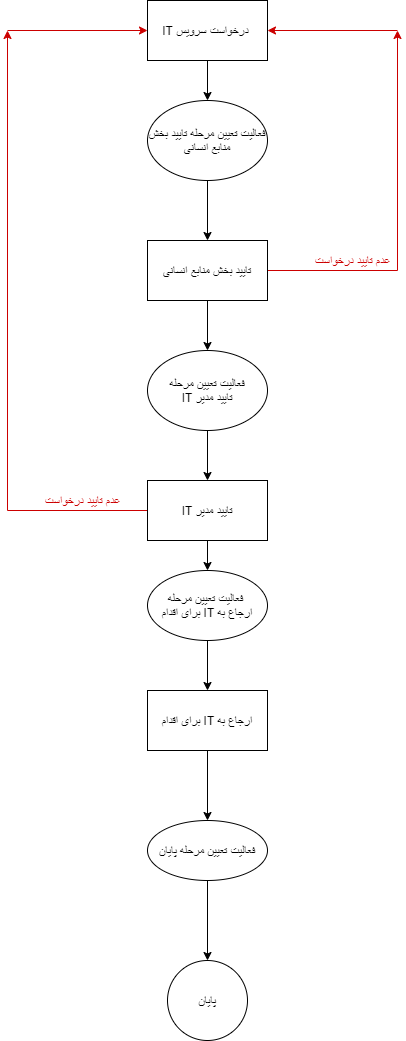 درخواست سرویس IT
فعالیت تعیین مرحله تایید بخش
منابع انسانی
تایید بخش منابع انسانی
عدم تایید درخواست
فعالیت تعیین مرحله
تایید مدیر IT
عدم تایید درخواست
تایید مدیر IT
فعالیت تعیین مرحله
ارجاع به IT برای اقدام
ارجاع به IT برای اقدام
فعالیت تعیین مرحله پایان
پایان